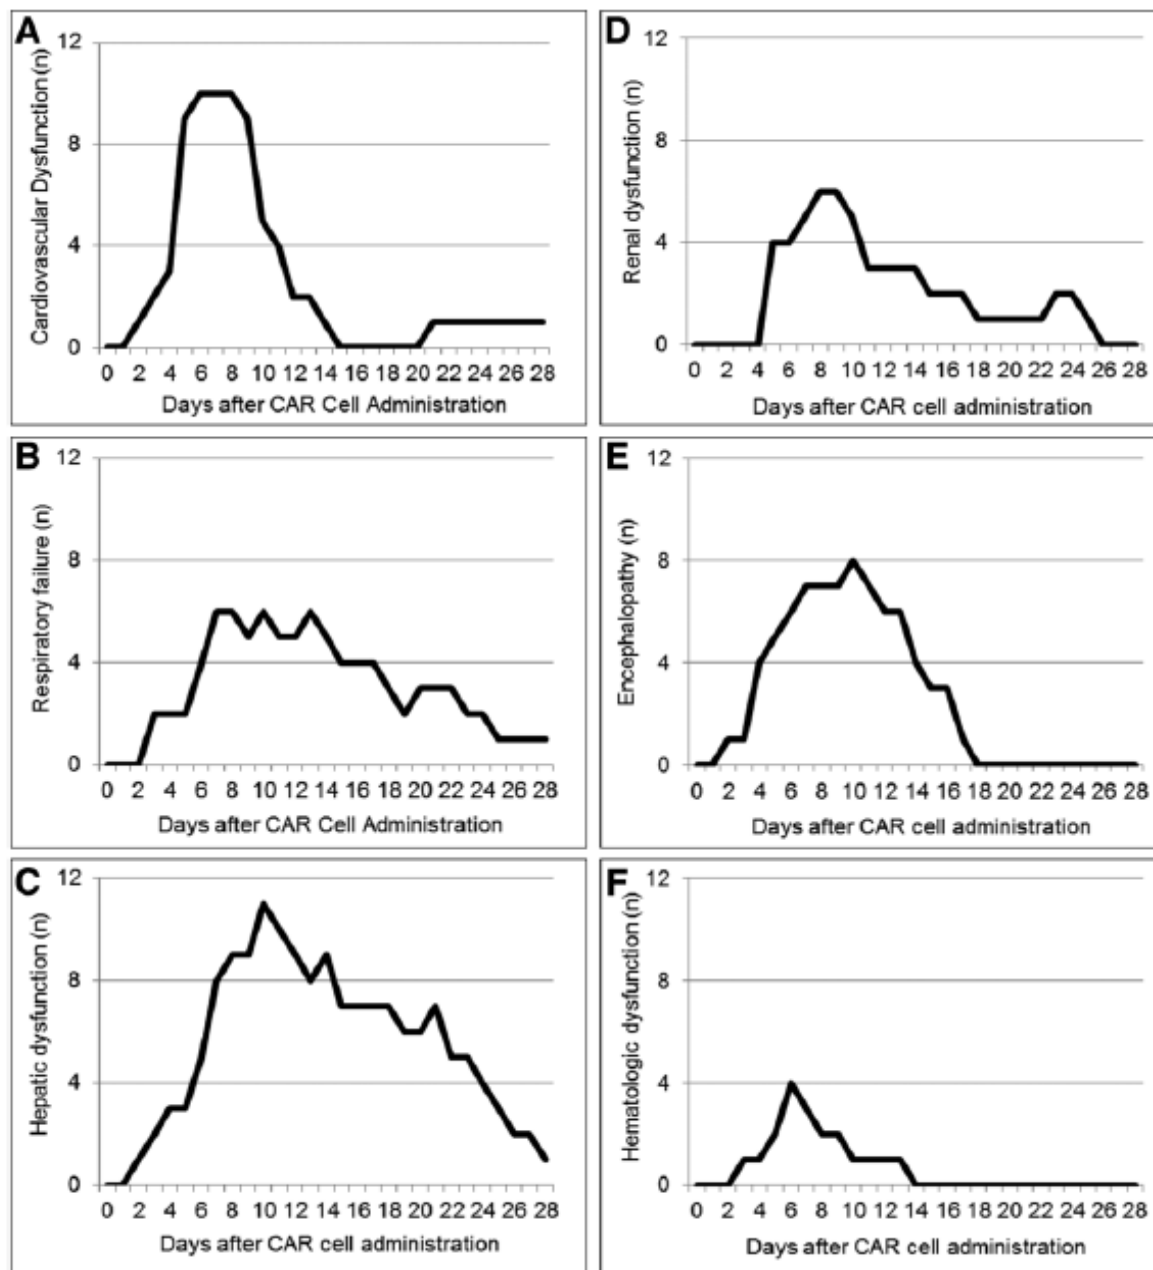 A
Cardiovascular Dysfunction (n)
12
8
4
0
0 2 4 6 8 10 12 14 16 18 20 22 24 26 28
Days after CAR Cell Administration
B
Respiratory failure (n)
12
8
4
0
0 2 4 6 8 10 12 14 16 18 20 22 24 26 28
Days after CAR Cell Administration
C
Hepatic dysfunction (n)
12
8
4
0
0 2 4 6 8 10 12 14 16 18 20 22 24 26 28
Days after CAR cell administration
D
Renal dysfunction (n)
12
8
4
0
0 2 4 6 8 10 12 14 16 18 20 22 24 26 28
Days after CAR cell administration
E
Encephalopathy (n)
12
8
4
0
0 2 4 6 8 10 12 14 16 18 20 22 24 26 28
Days after CAR cell administration
F
Hematologic dysfunction (n)
12
8
4
0
0 2 4 6 8 10 12 14 16 18 20 22 24 26 28
Days after CAR cell administration